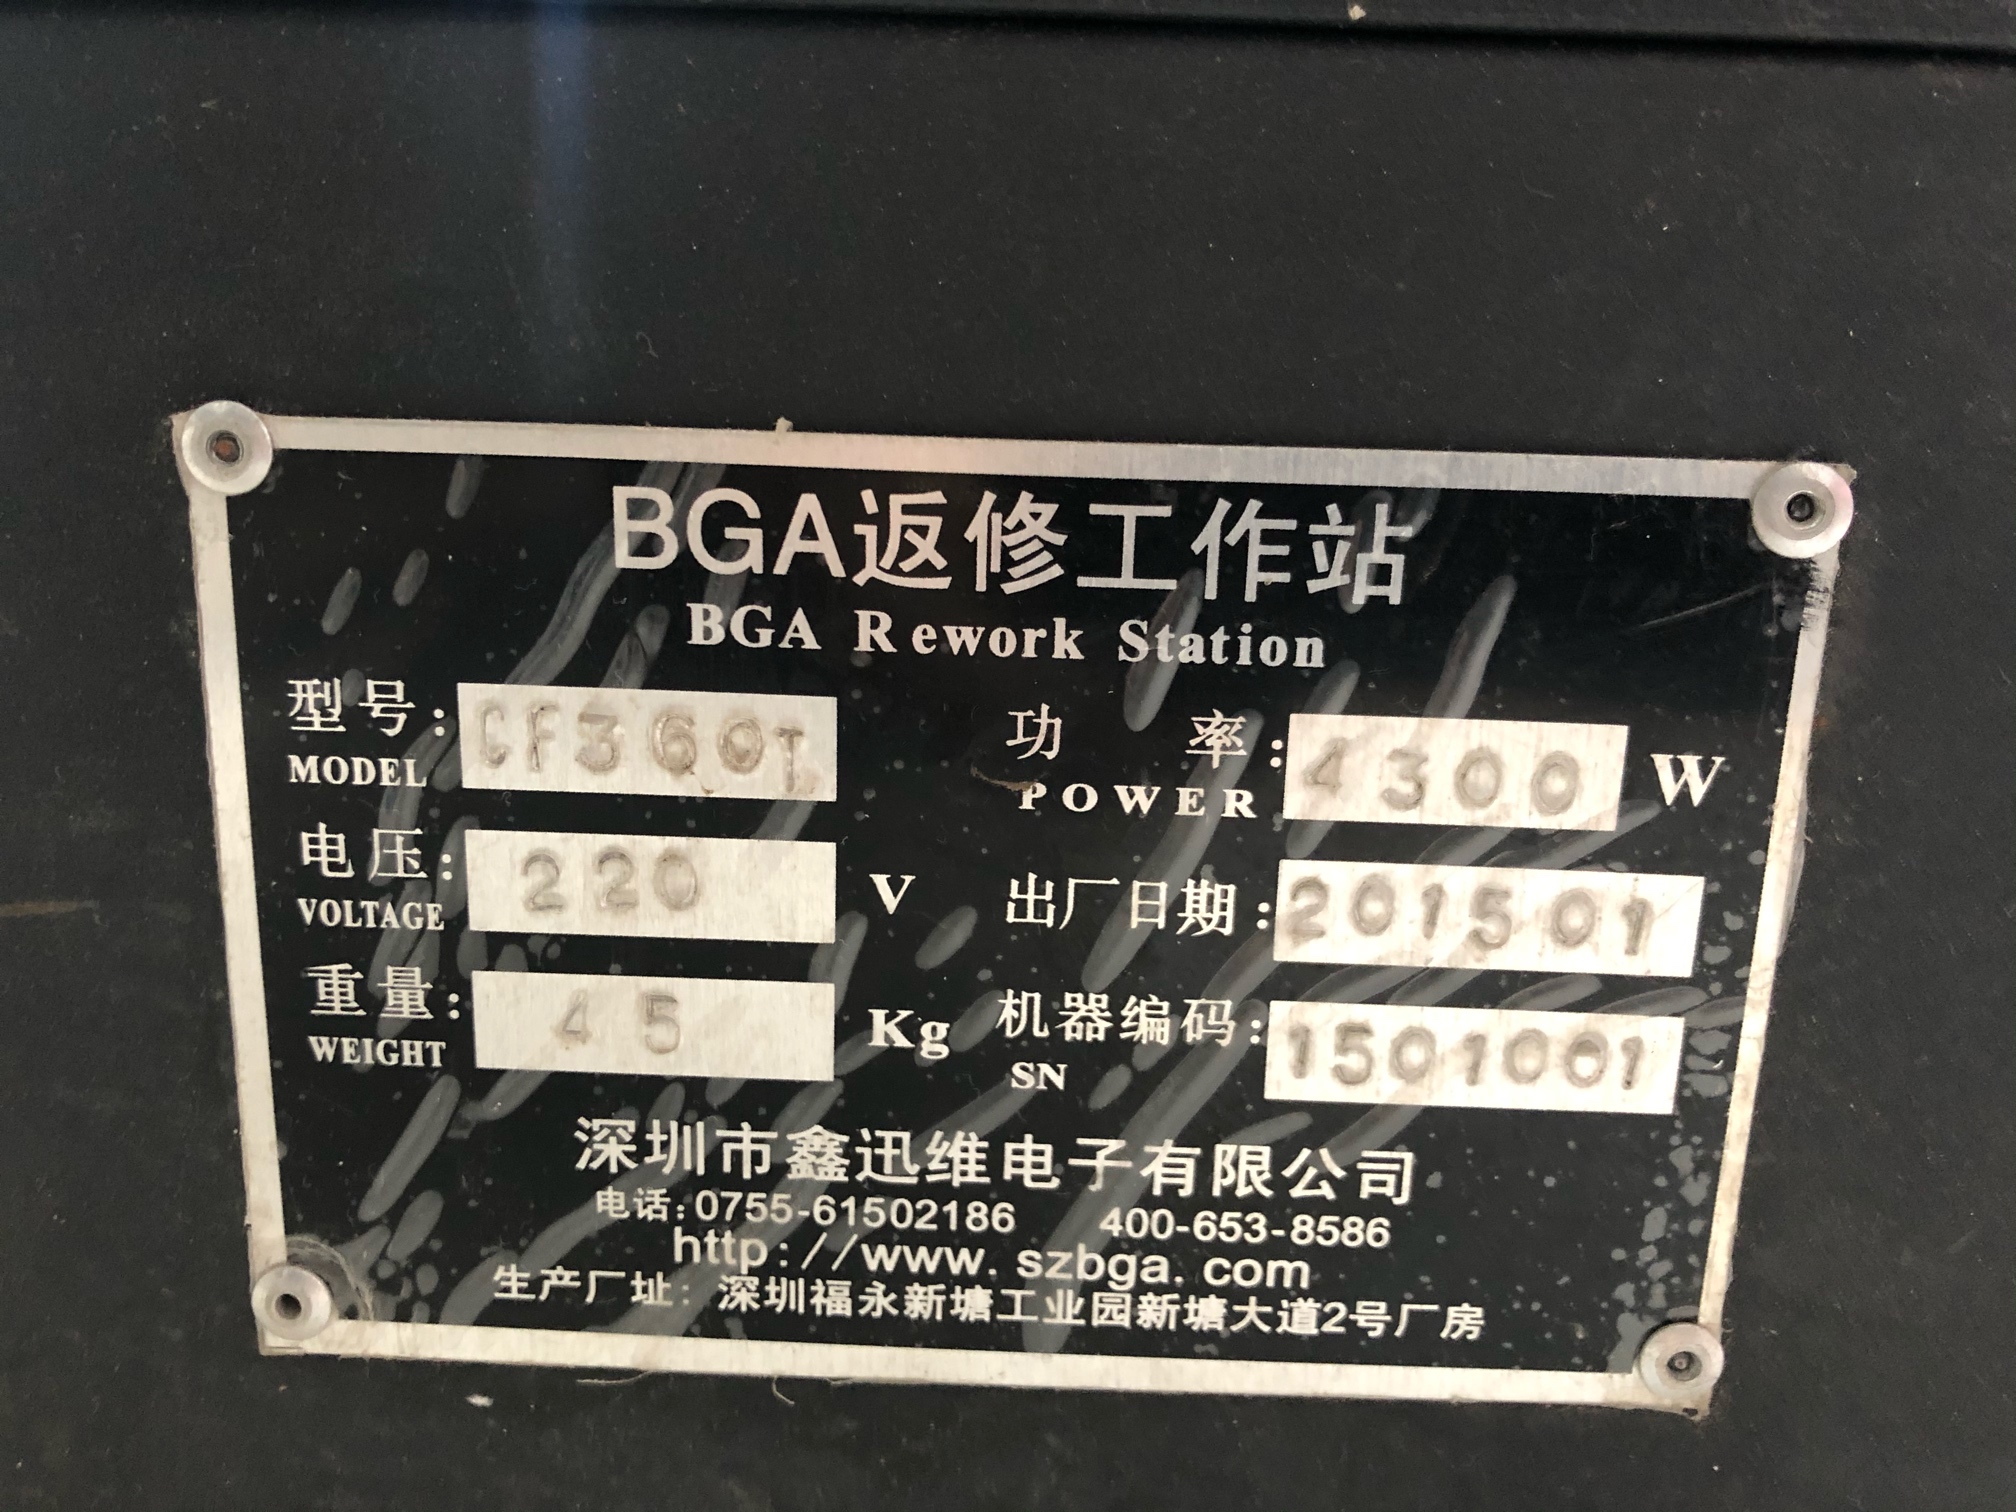 BGA返修工作站
BGA Rework Station
型号: CF360T
MODEL
功率: 4300 W
POWER
电压: 220 V
VOLTAGE
出厂日期: 201501
重量: 45 Kg
WEIGHT
机器编码: 1501001
SN
深圳市鑫迅维电子有限公司
电话:0755-61502186 400-653-8586
http://www.szbga.com
生产厂址: 深圳福永新塘工业园新塘大道2号厂房